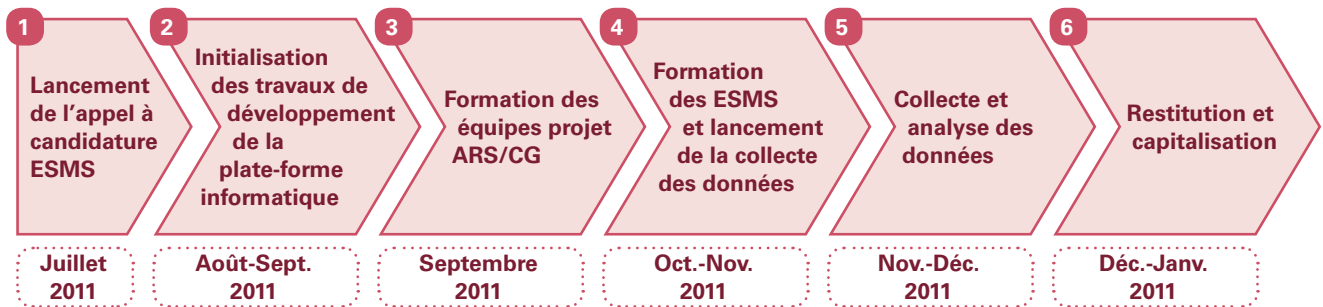 1
Lancement
de l'appel à
candidature
ESMS
2
Initialisation
des travaux de
développement
de la
plate-forme
informatique
3
Formation des
équipes projet
ARS/CG
4
Formation
des ESMS
et lancement
de la collecte
des données
5
Collecte et
analyse des
données
6
Restitution et
capitalisation
Juillet
2011
Août-Sept.
2011
Septembre
2011
Oct.-Nov.
2011
Nov.-Déc.
2011
Déc.-Janv.
2011